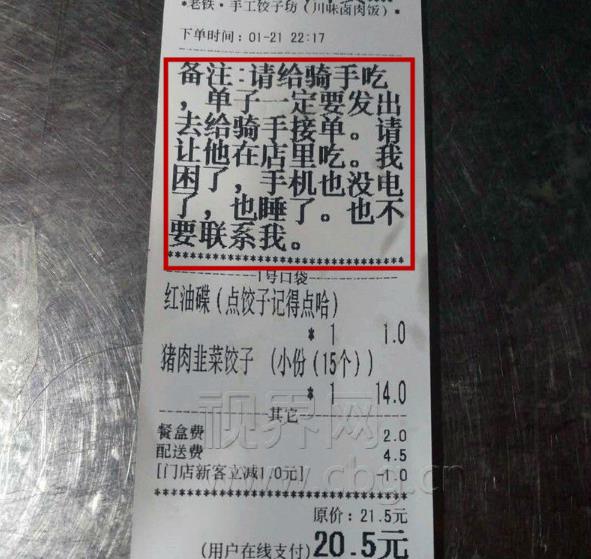 老铁·手工饺子坊（川味卤肉饭）
下单时间：01-21 22:17
备注：请给骑手吃
，单子一定要发出
去给骑手接单。请
让他在店里吃。我
困了，手机也没电
了，也睡了。也不
要联系我。
1号口袋
红油碟（点饺子记得点哈）
* 1 1.0
猪肉韭菜饺子 （小份（15个））
* 1 14.0
其它
餐盒费 2.0
配送费 4.5
[门店新客立减1.0元] -1.0
原价：21.5元
(用户在线支付)20.5元
视界网
www.cbg.cn